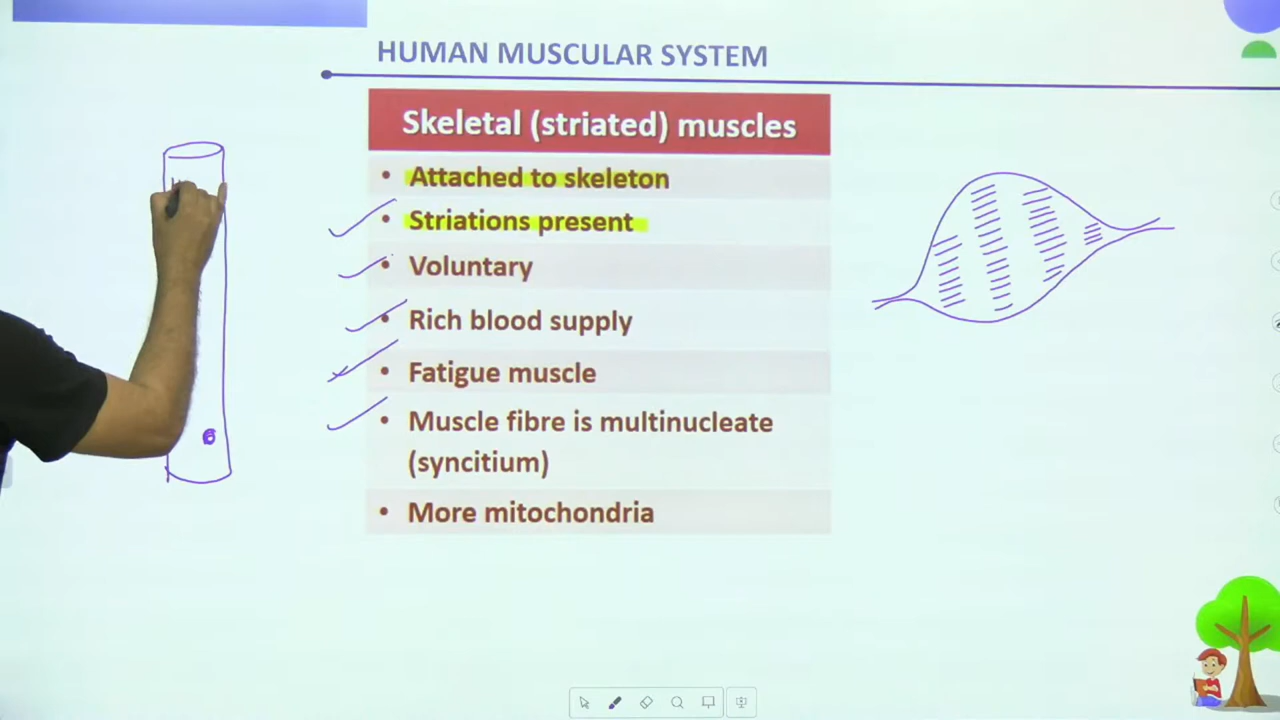 HUMAN MUSCULAR SYSTEM
Skeletal (striated) muscles
• Attached to skeleton
• Striations present
• Voluntary
• Rich blood supply
• Fatigue muscle
• Muscle fibre is multinucleate
(syncitium)
• More mitochondria